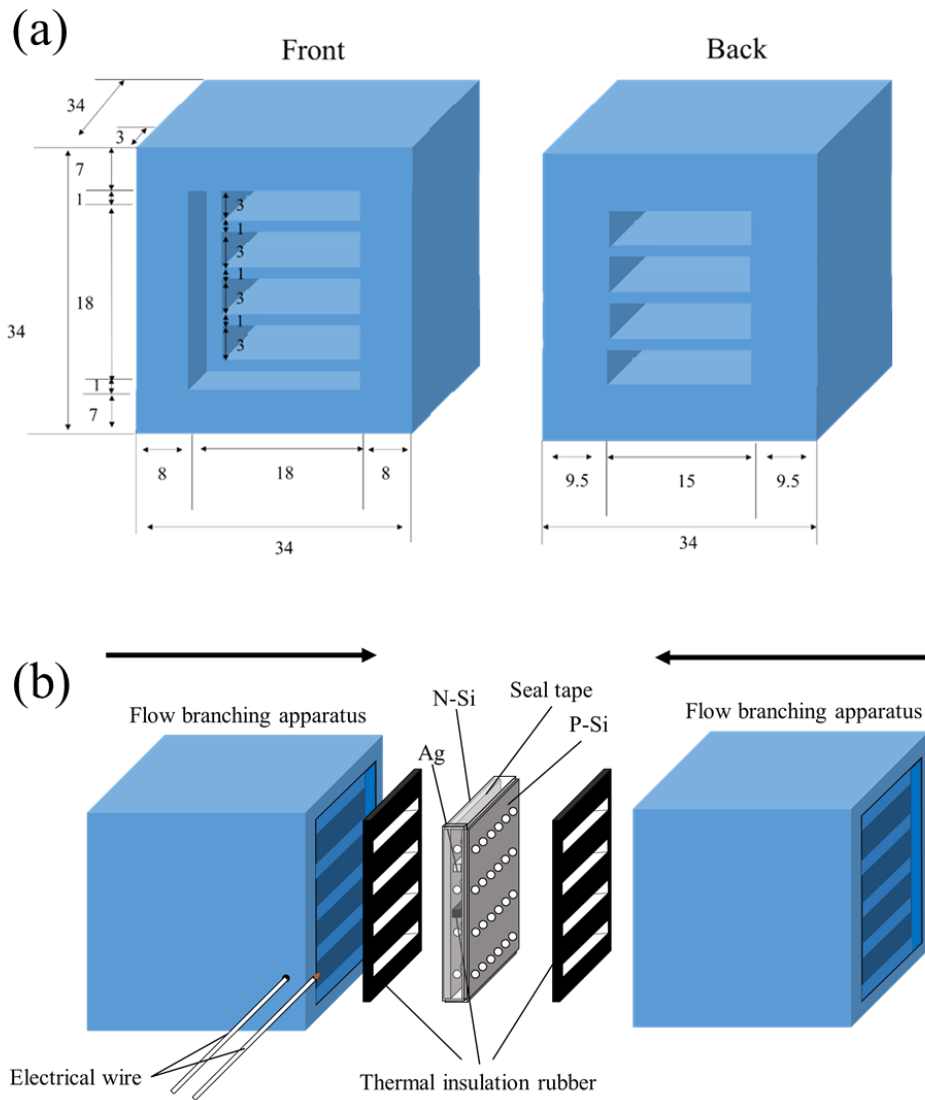 (a)
Front
Back
34
3
7
1
18
34
1
7
3
1
3
1
3
1
3
8
18
8
34
9.5
15
9.5
34
(b)
Flow branching apparatus
N-Si
Seal tape
P-Si
Ag
Flow branching apparatus
Electrical wire
Thermal insulation rubber